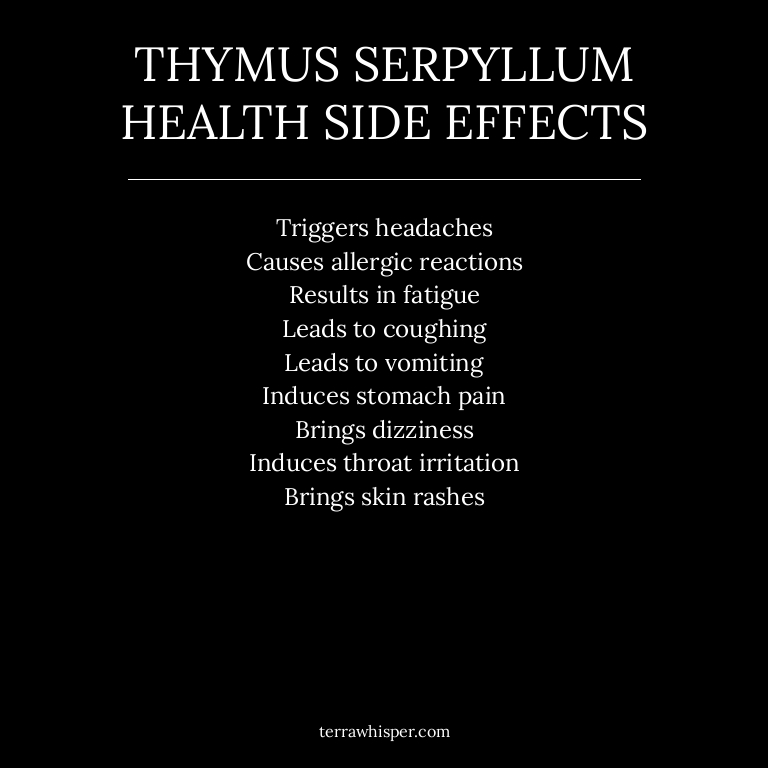 THYMUS SERPYLLUM
HEALTH SIDE EFFECTS
Triggers headaches
Causes allergic reactions
Results in fatigue
Leads to coughing
Leads to vomiting
Induces stomach pain
Brings dizziness
Induces throat irritation
Brings skin rashes
terrawhisper.com